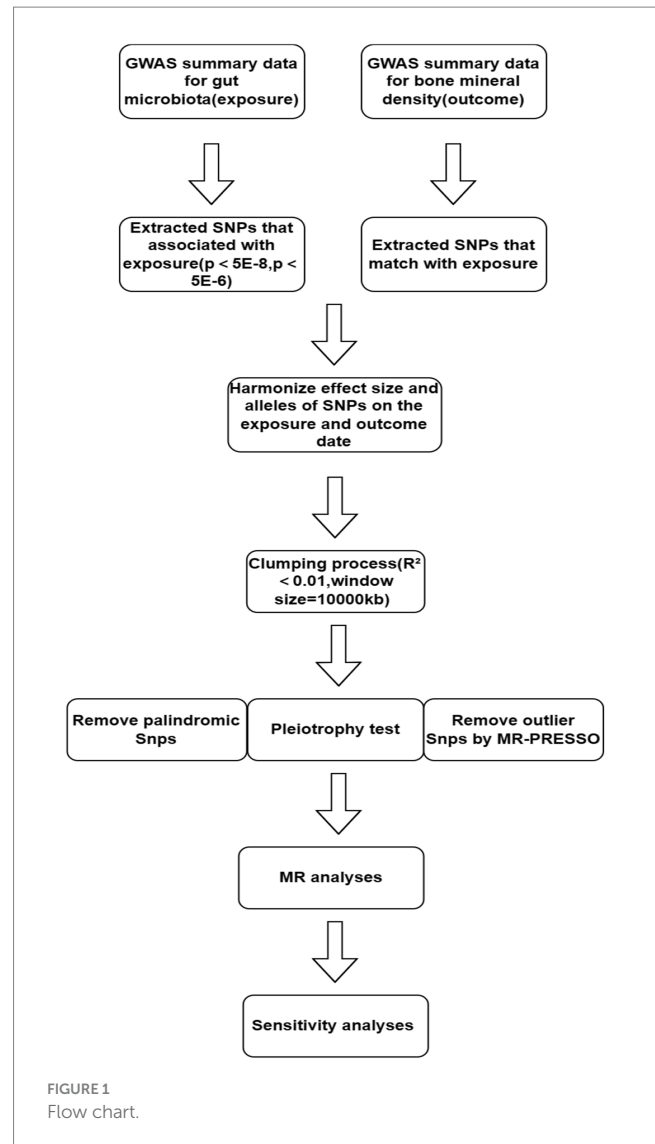 GWAS summary data
for gut
microbiota(exposure)
GWAS summary data
for bone mineral
density(outcome)
Extracted SNPs that
associated with
exposure(p < 5E-8,p <
5E-6)
Extracted SNPs that
match with exposure
Harmonize effect size and
alleles of SNPs on the
exposure and outcome
date
Clumping process(R²
< 0.01,window
size=10000kb)
Remove palindromic
Snps
Pleiotrophy test
Remove outlier
Snps by MR-PRESSO
MR analyses
Sensitivity analyses
FIGURE 1
Flow chart.